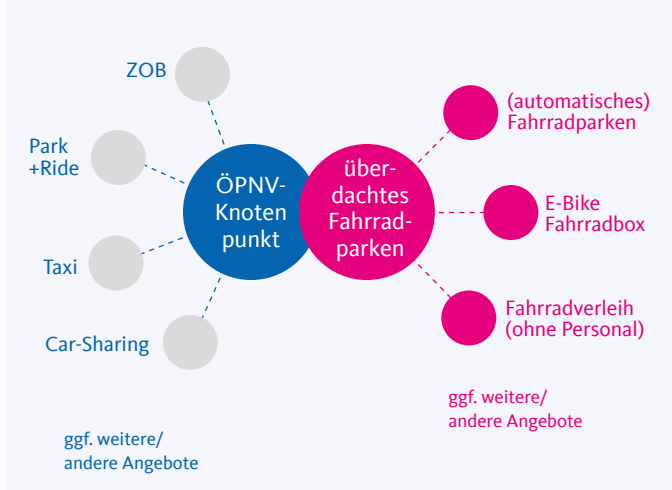 ZOB
Park
+Ride
Taxi
Car-Sharing
ÖPNV-
Knoten
punkt
über-
dachtes
Fahrrad-
parken
(automatisches)
Fahrradparken
E-Bike
Fahrradbox
Fahrradverleih
(ohne Personal)
ggf. weitere/
andere Angebote
ggf. weitere/
andere Angebote